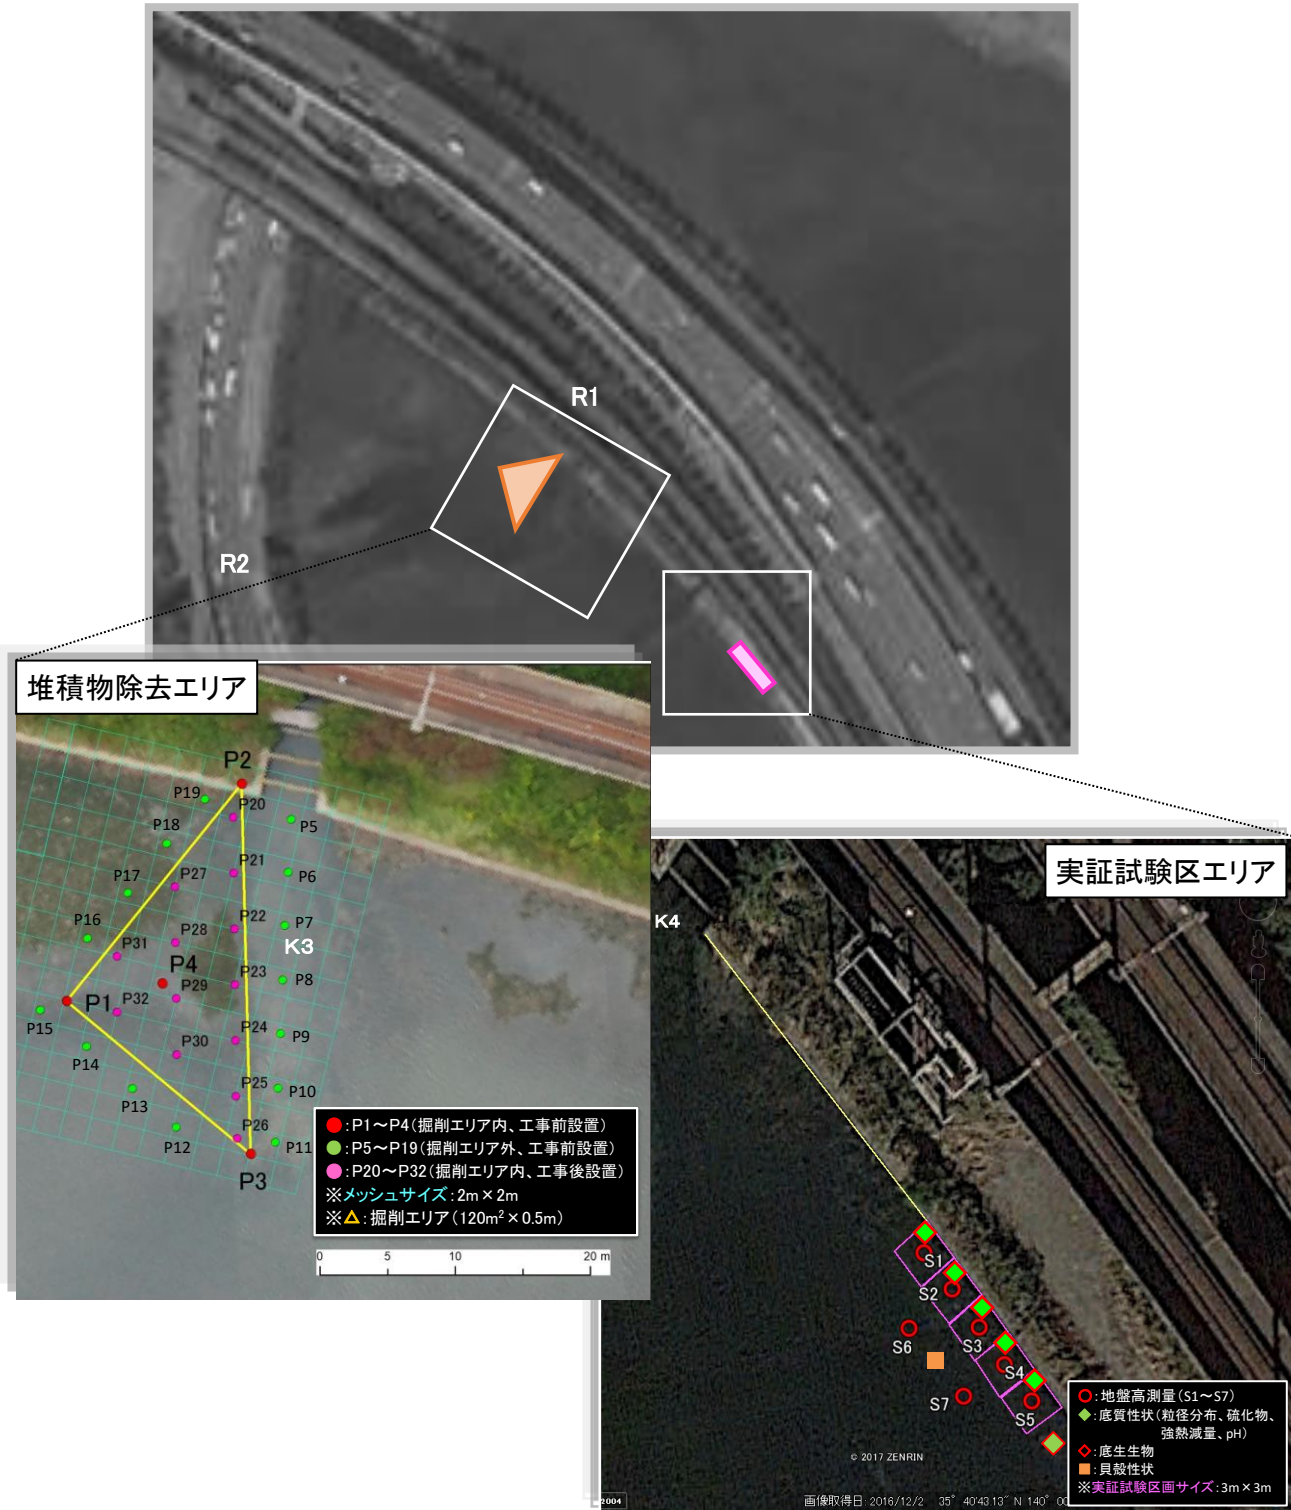 R1
R2
堆積物除去エリア
P2
P19
P20
P5
P18
P21
P6
P17
P27
P22
P7
P16
P28
K3
P31
P4
P23
P8
P29
P1
P32
P15
P24
P9
P14
P30
P25
P10
P13
P26
P12
P11
P3
:P1～P4(掘削エリア内、工事前設置)
:P5～P19(掘削エリア外、工事前設置)
:P20～P32(掘削エリア内、工事後設置)
※メッシュサイズ:2m×2m
※△:掘削エリア(120m²×0.5m)
0 5 10 20 m
実証試験区エリア
K4
S1
S2
S3
S6
S4
S7
S5
:地盤高測量(S1～S7)
:底質性状(粒径分布、硫化物、
強熱減量、pH)
:底生生物
:貝殻性状
※実証試験区画サイズ:3m×3m
© 2017 ZENRIN
2004
画像取得日:2016/12/2 35° 40'43 13" N 140° 00